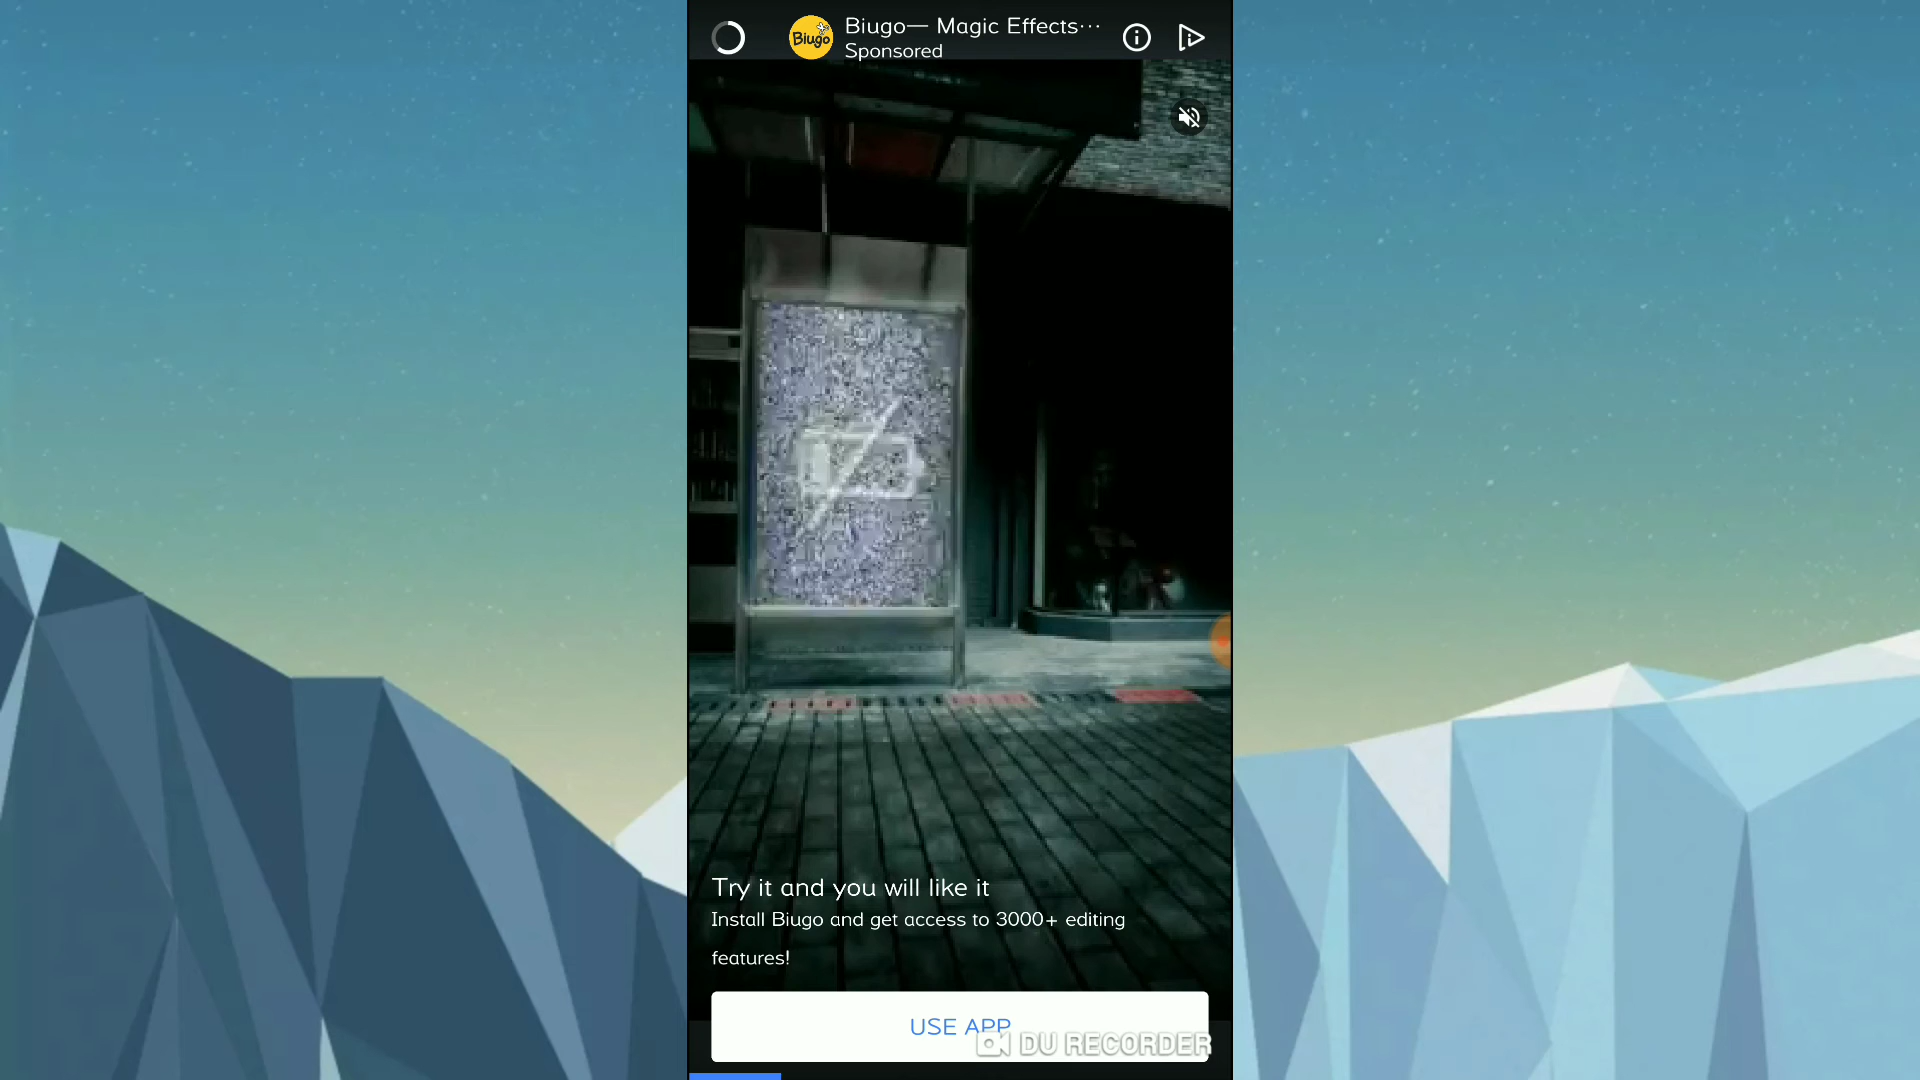 Biugo
Biugo— Magic Effects···
Sponsored
Try it and you will like it
Install Biugo and get access to 3000+ editing
features!
USE APP
DU RECORDER